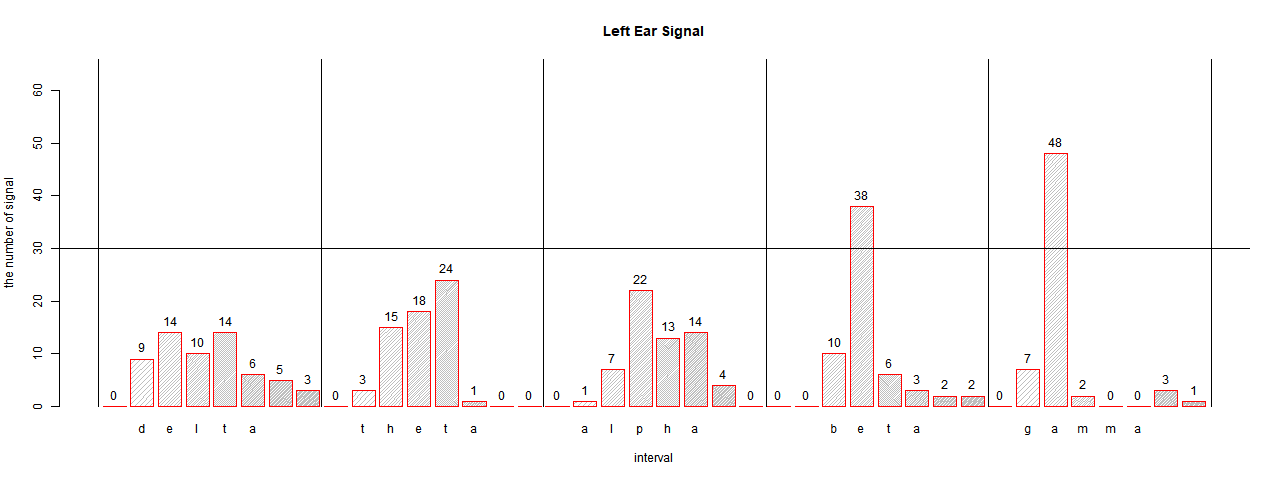 Left Ear Signal
the number of signal
60
50
40
30
20
10
0
0 9 14 10 14 6 5 3 0 3 15 18 24 1 0 0 0 1 7 22 13 14 4 0 0 0 10 38 6 3 2 2 0 7 48 2 0 0 3 1
d e l t a t h e t a a l p h a b e t a g a m m a
interval